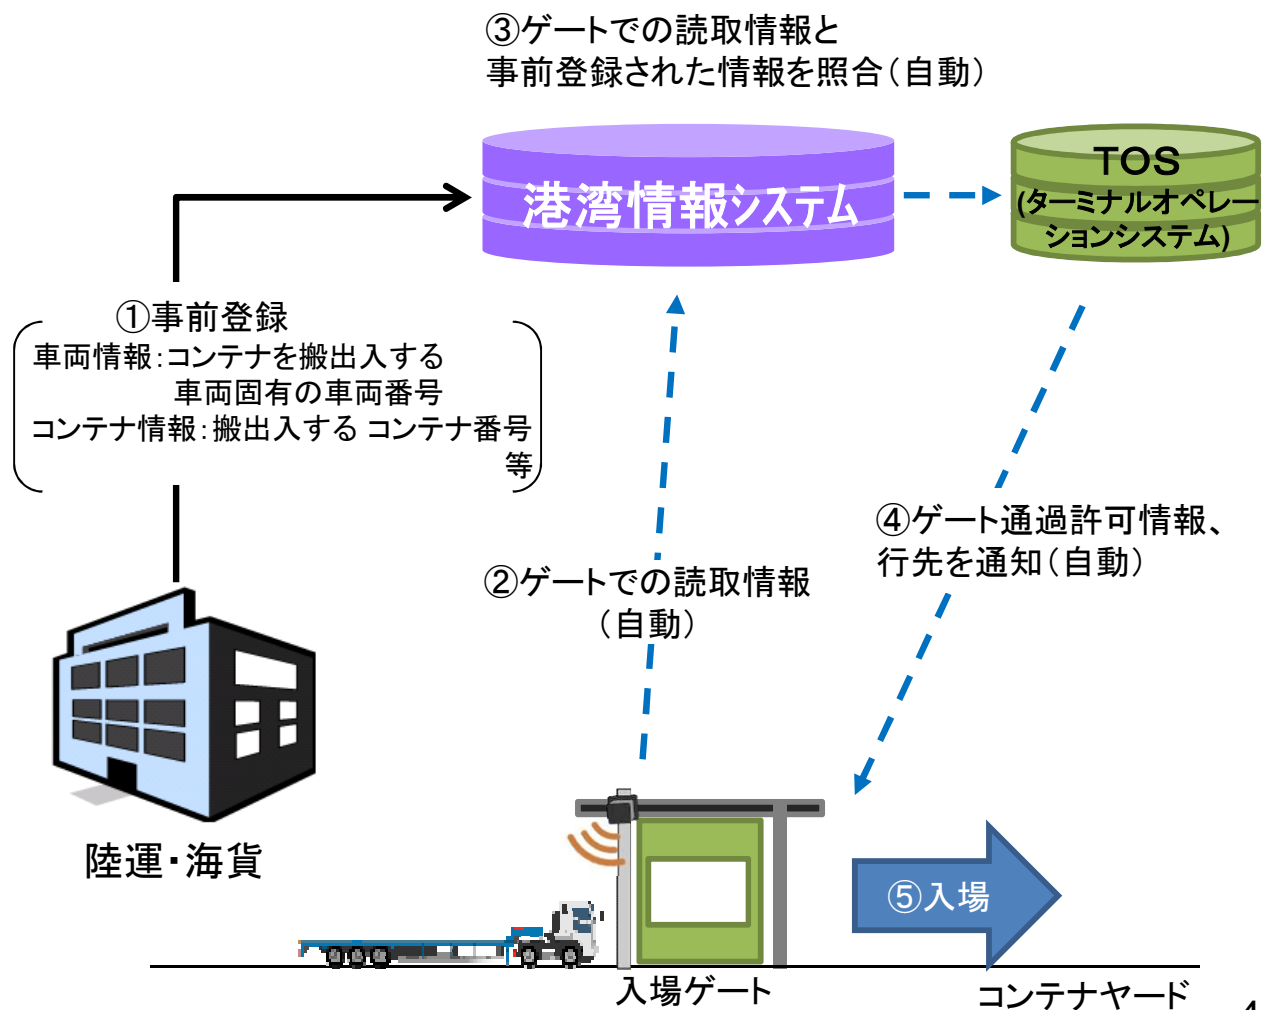 ③ゲートでの読取情報と
事前登録された情報を照合（自動）
港湾情報システム
TOS
(ターミナルオペレー
ションシステム)
①事前登録
車両情報：コンテナを搬出入する
車両固有の車両番号
コンテナ情報：搬出入する コンテナ番号
等
④ゲート通過許可情報、
行先を通知（自動）
②ゲートでの読取情報
（自動）
陸運・海貨
⑤入場
入場ゲート
コンテナヤード